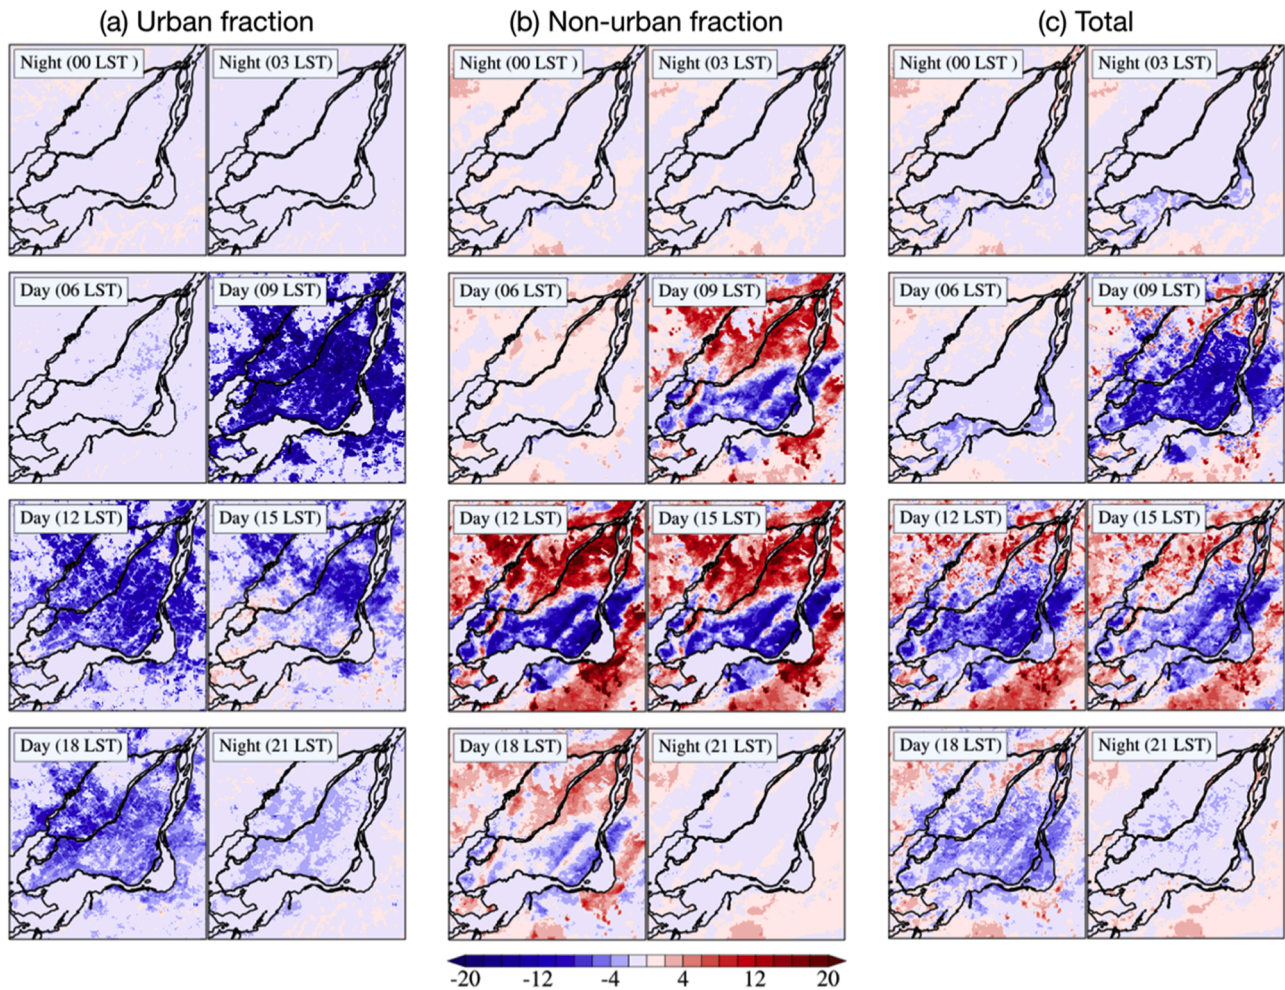 (a) Urban fraction
(b) Non-urban fraction
(c) Total
Night (00 LST )
Night (03 LST)
Night (00 LST )
Night (03 LST)
Night (00 LST )
Night (03 LST)
Day (06 LST)
Day (09 LST)
Day (06 LST)
Day (09 LST)
Day (06 LST)
Day (09 LST)
Day (12 LST)
Day (15 LST)
Day (12 LST)
Day (15 LST)
Day (12 LST)
Day (15 LST)
Day (18 LST)
Night (21 LST)
Day (18 LST)
Night (21 LST)
Day (18 LST)
Night (21 LST)
-20 -12 -4 4 12 20